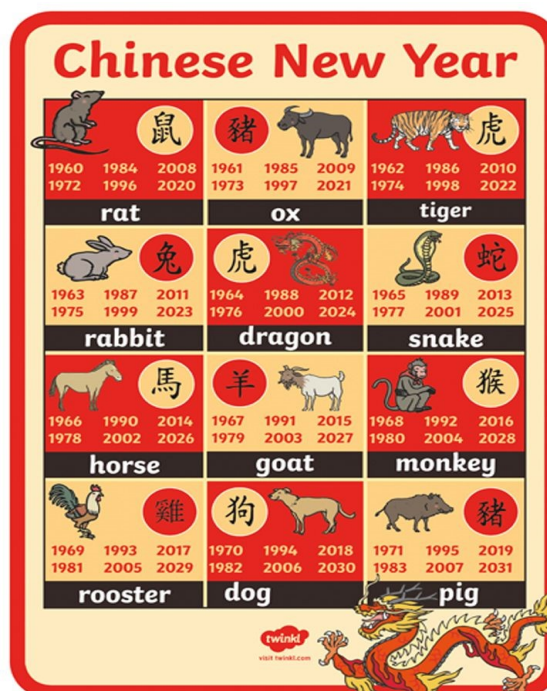 Chinese New Year
鼠
1960 1984 2008
1972 1996 2020
rat
豬
1961 1985 2009
1973 1997 2021
ox
虎
1962 1986 2010
1974 1998 2022
tiger
兔
1963 1987 2011
1975 1999 2023
rabbit
虎
1964 1988 2012
1976 2000 2024
dragon
蛇
1965 1989 2013
1977 2001 2025
snake
馬
1966 1990 2014
1978 2002 2026
horse
羊
1967 1991 2015
1979 2003 2027
goat
猴
1968 1992 2016
1980 2004 2028
monkey
雞
1969 1993 2017
1981 2005 2029
rooster
狗
1970 1994 2018
1982 2006 2030
dog
豬
1971 1995 2019
1983 2007 2031
pig
twinkl
visit twinkl.com